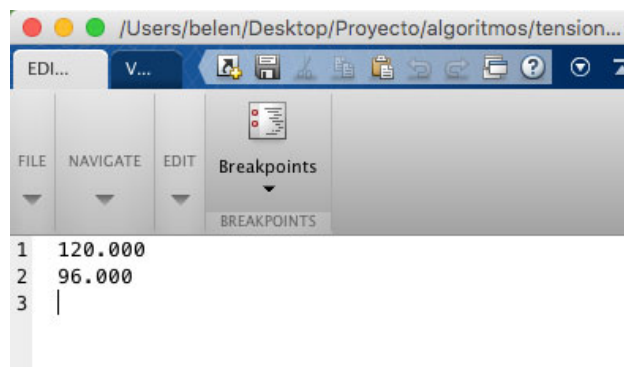 /Users/belen/Desktop/Proyecto/algoritmos/tension...
EDI... V...
FILE NAVIGATE EDIT Breakpoints
BREAKPOINTS
1 120.000
2 96.000
3